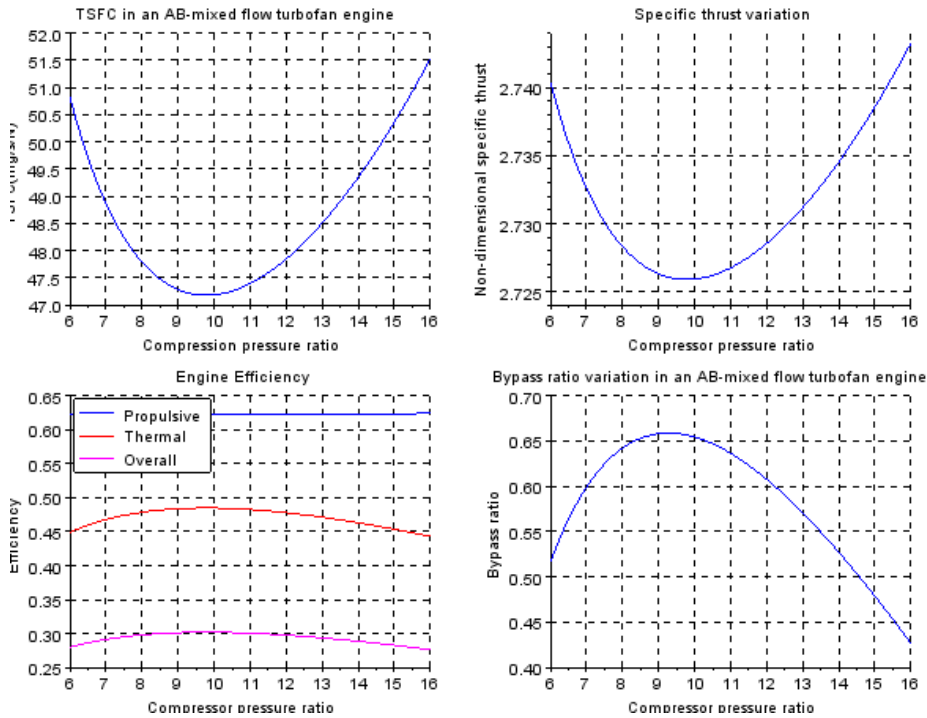 TSFC in an AB-mixed flow turbofan engine
52.0
51.5
51.0
50.5
50.0
49.5
49.0
48.5
48.0
47.5
47.0
6 7 8 9 10 11 12 13 14 15 16
Compression pressure ratio
Specific thrust variation
Non-dimensional specific thrust
2.740
2.735
2.730
2.725
6 7 8 9 10 11 12 13 14 15 16
Compressor pressure ratio
Engine Efficiency
Efficiency
0.65
0.60
0.55
0.50
0.45
0.40
0.35
0.30
0.25
Propulsive
Thermal
Overall
6 7 8 9 10 11 12 13 14 15 16
Compressor pressure ratio
Bypass ratio variation in an AB-mixed flow turbofan engine
Bypass ratio
0.70
0.65
0.60
0.55
0.50
0.45
0.40
6 7 8 9 10 11 12 13 14 15 16
Compressor pressure ratio